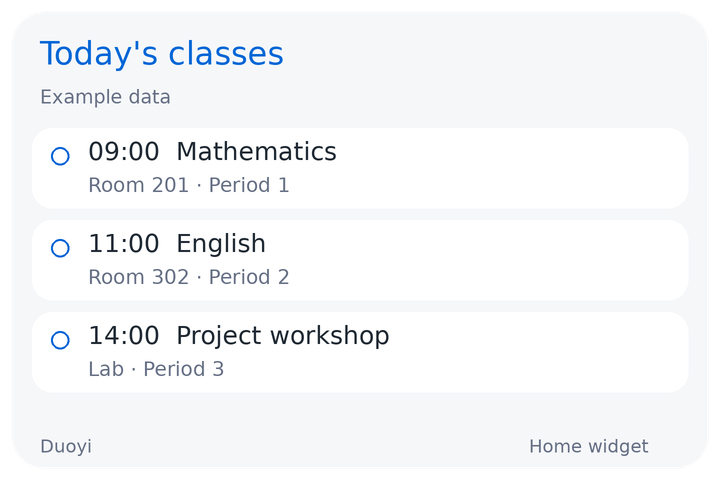 Today's classes
Example data
09:00 Mathematics
Room 201 · Period 1
11:00 English
Room 302 · Period 2
14:00 Project workshop
Lab · Period 3
Duoyi Home widget